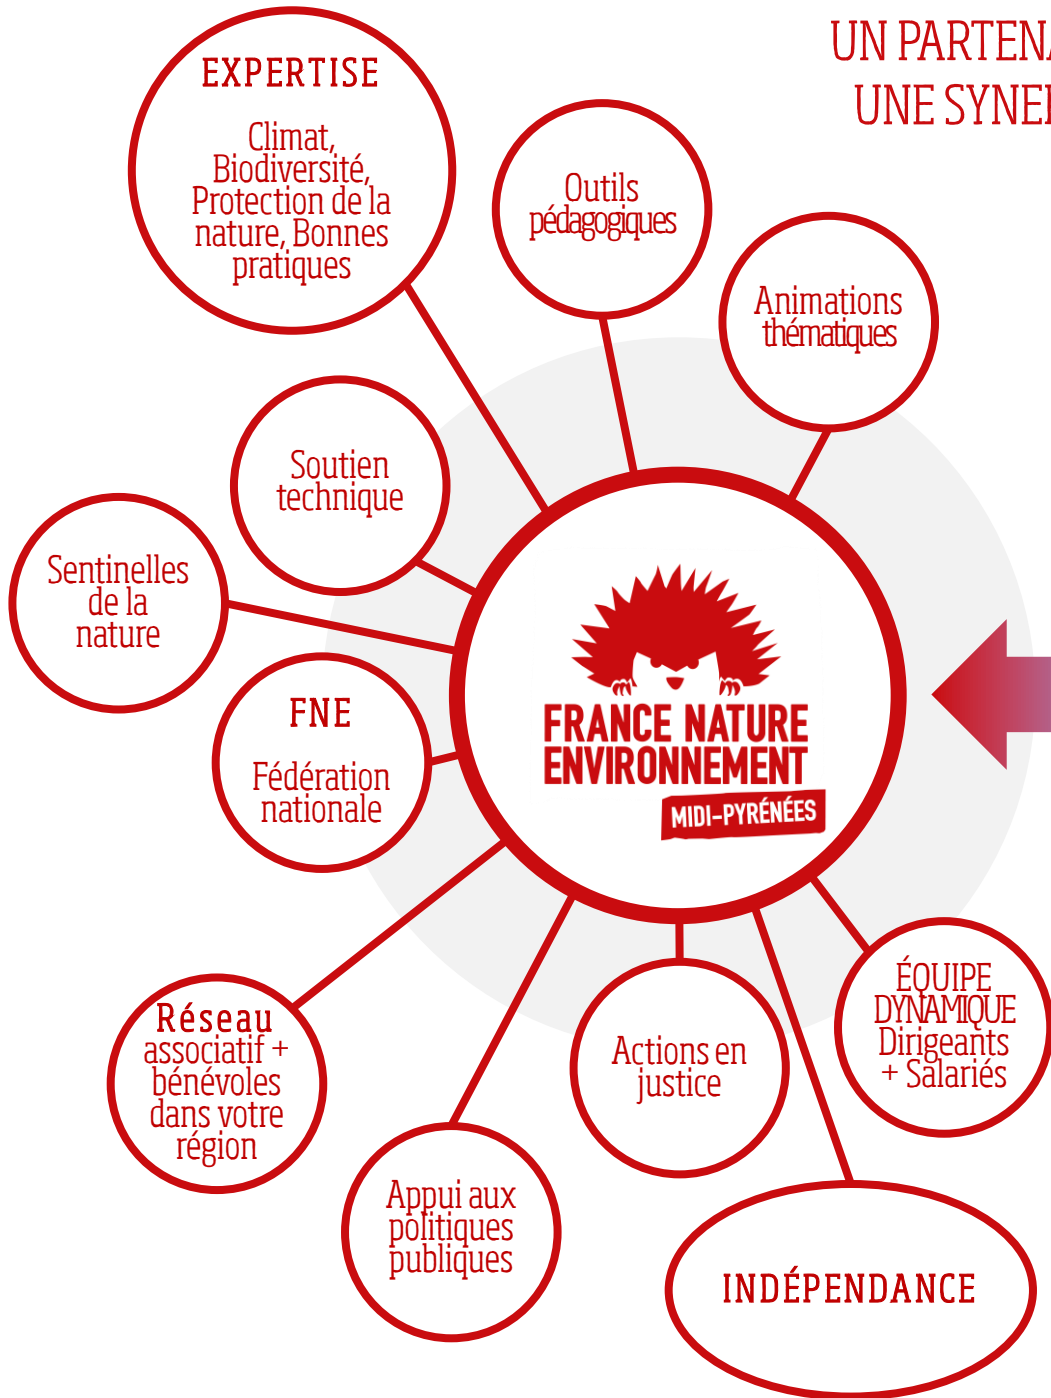 UN PARTENA
UNE SYNER
EXPERTISE
Climat,
Biodiversité,
Protection de la
nature, Bonnes
pratiques
Outils
pédagogiques
Animations
thématiques
Soutien
technique
Sentinelles
de la
nature
FNE
Fédération
nationale
FRANCE NATURE
ENVIRONNEMENT
MIDI-PYRÉNÉES
Réseau
associatif +
bénévoles
dans votre
région
Appui aux
politiques
publiques
Actions en
justice
ÉQUIPE
DYNAMIQUE
Dirigeants
+ Salariés
INDÉPENDANCE